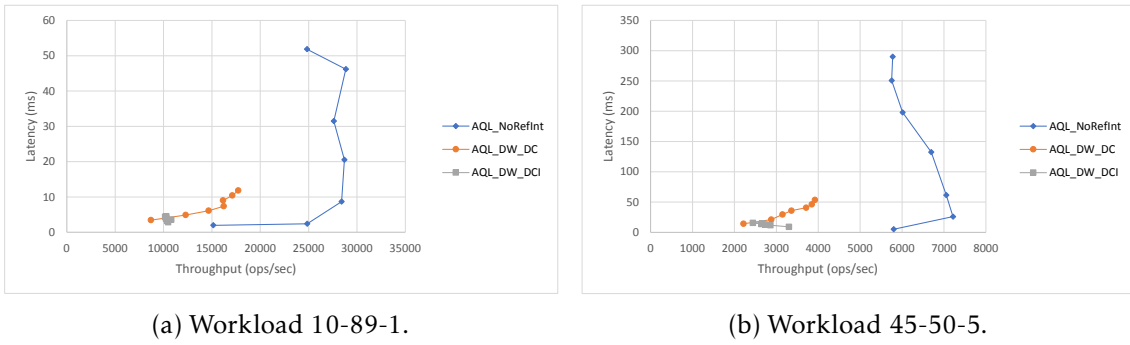 60
50
40
30
20
10
0
Latency (ms)
0 5000 10000 15000 20000 25000 30000 35000
Throughput (ops/sec)
AQL_NoRefInt
AQL_DW_DC
AQL_DW_DCI
(a) Workload 10-89-1.
350
300
250
200
150
100
50
0
Latency (ms)
0 1000 2000 3000 4000 5000 6000 7000 8000
Throughput (ops/sec)
AQL_NoRefInt
AQL_DW_DC
AQL_DW_DCI
(b) Workload 45-50-5.